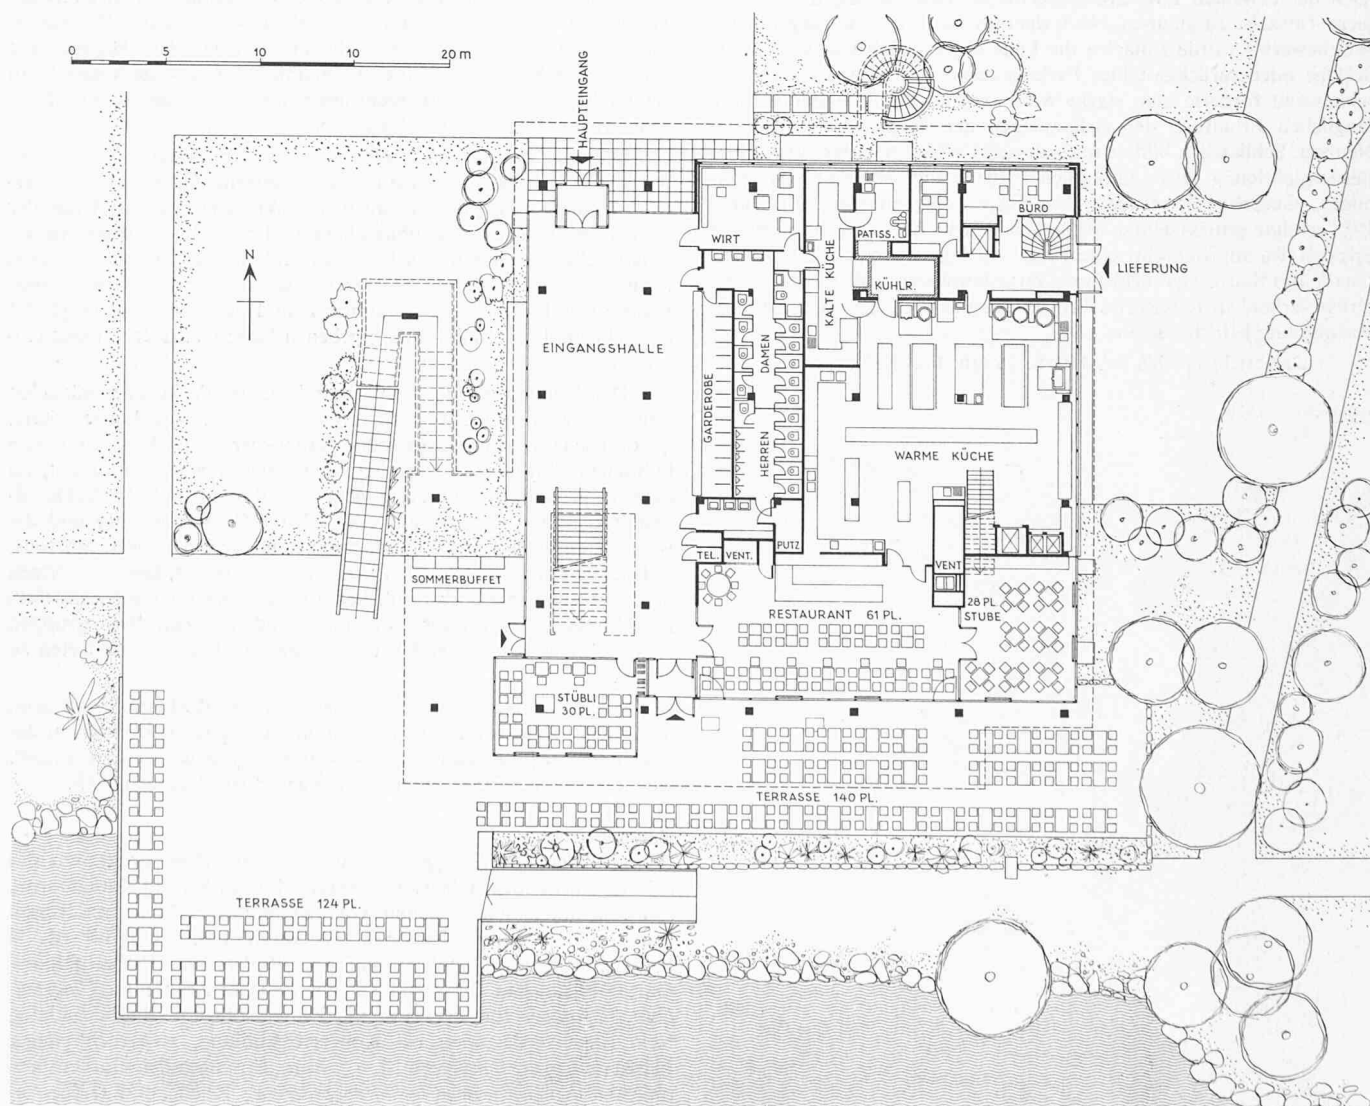 0 5 10 20 m
HAUPTEINGANG
N
WIRT
KALTE KÜCHE
PATISS.
BÜRO
KÜHLR.
LIEFERUNG
EINGANGSHALLE
GARDEROBE
DAMEN
HERREN
WARME KÜCHE
PUTZ
TEL.
VENT.
VENT
SOMMERBUFFET
RESTAURANT 61 PL.
28 PL.
STUBE
STÜBLI
30 PL.
TERRASSE 140 PL.
TERRASSE 124 PL.